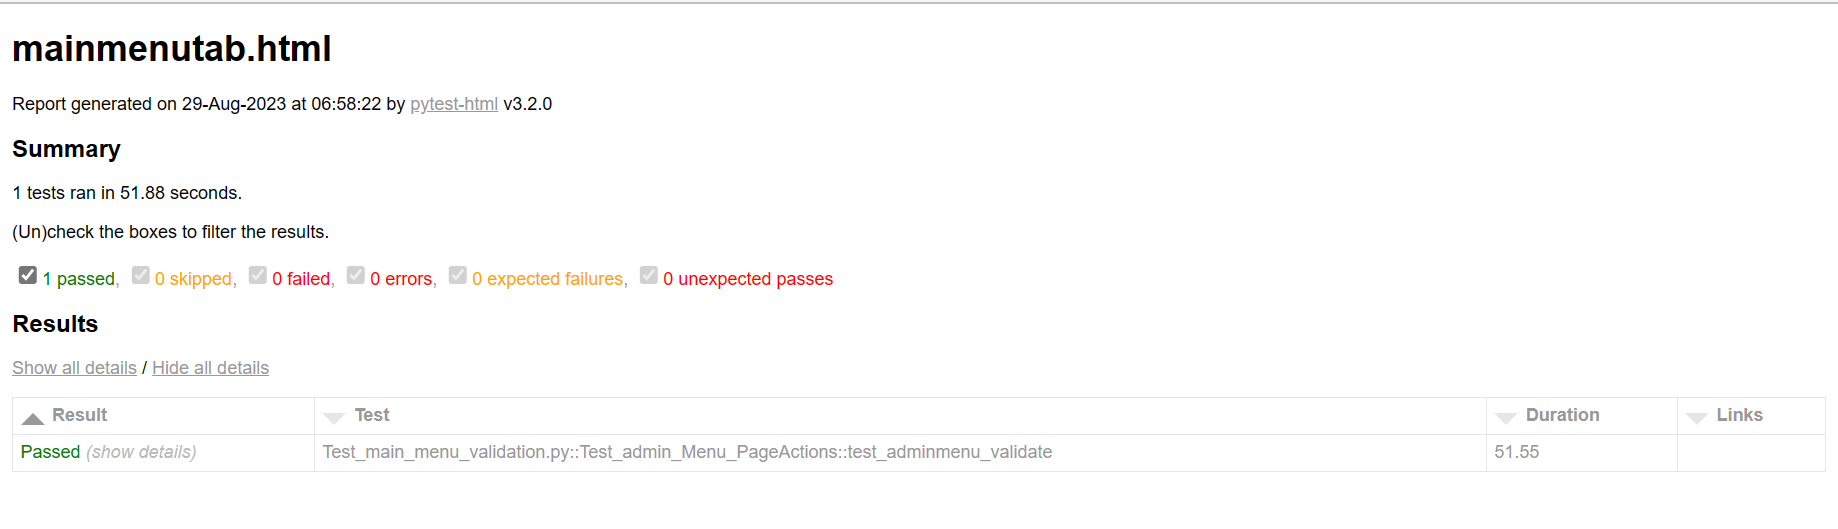 mainmenutab.html
Report generated on 29-Aug-2023 at 06:58:22 by pytest-html v3.2.0
Summary
1 tests ran in 51.88 seconds.
(Un)check the boxes to filter the results.
1 passed, 0 skipped, 0 failed, 0 errors, 0 expected failures, 0 unexpected passes
Results
Show all details / Hide all details
Result Test Duration Links
Passed (show details) Test_main_menu_validation.py::Test_admin_Menu_PageActions::test_adminmenu_validate 51.55